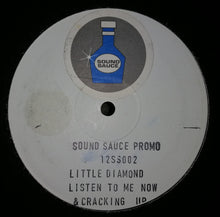 SOUND
SAUCE
SOUND SAUCE PROMO
12SS002
LITTLE DIAMOND
LISTEN TO ME NOW
& CRACKING UP